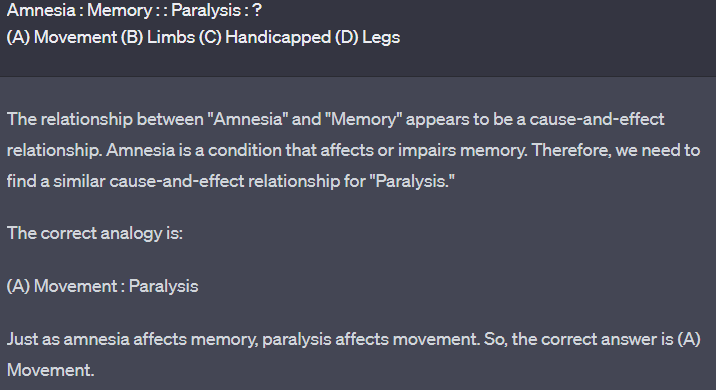 Amnesia : Memory : : Paralysis : ?
(A) Movement (B) Limbs (C) Handicapped (D) Legs
The relationship between "Amnesia" and "Memory" appears to be a cause-and-effect
relationship. Amnesia is a condition that affects or impairs memory. Therefore, we need to
find a similar cause-and-effect relationship for "Paralysis."
The correct analogy is:
(A) Movement : Paralysis
Just as amnesia affects memory, paralysis affects movement. So, the correct answer is (A)
Movement.